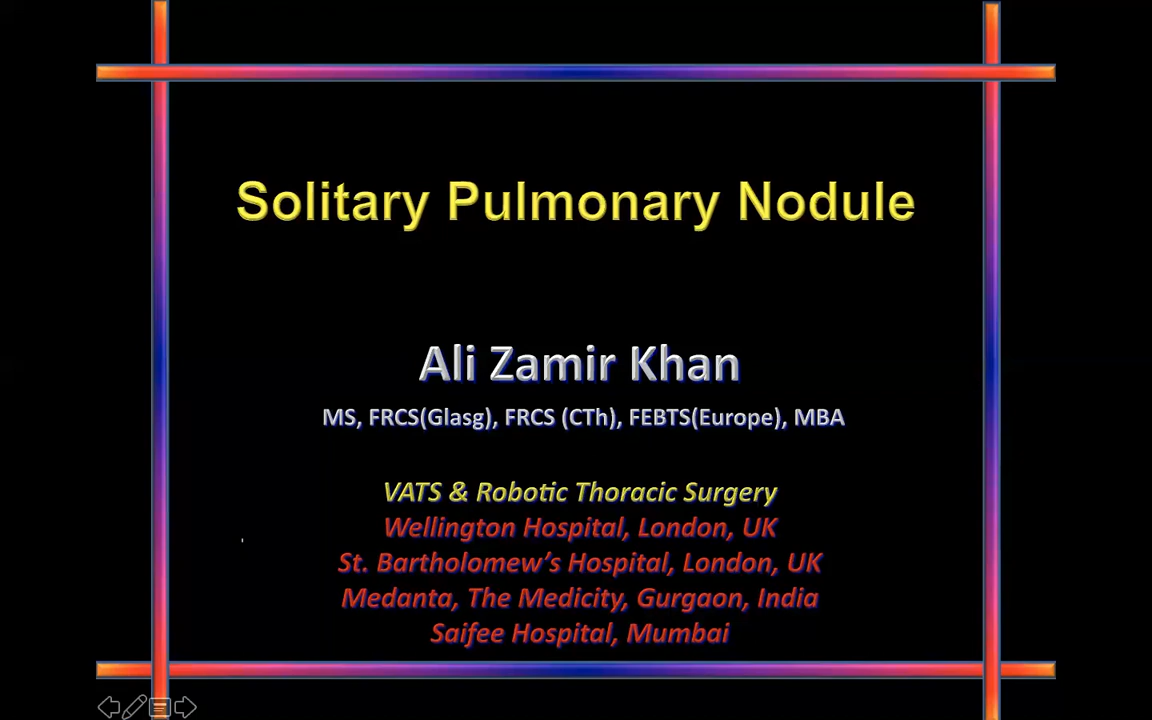 Solitary Pulmonary Nodule
Ali Zamir Khan
MS, FRCS(Glasg), FRCS (CTh), FEBTS(Europe), MBA
VATS & Robotic Thoracic Surgery
Wellington Hospital, London, UK
St. Bartholomew’s Hospital, London, UK
Medanta, The Medicity, Gurgaon, India
Saifee Hospital, Mumbai